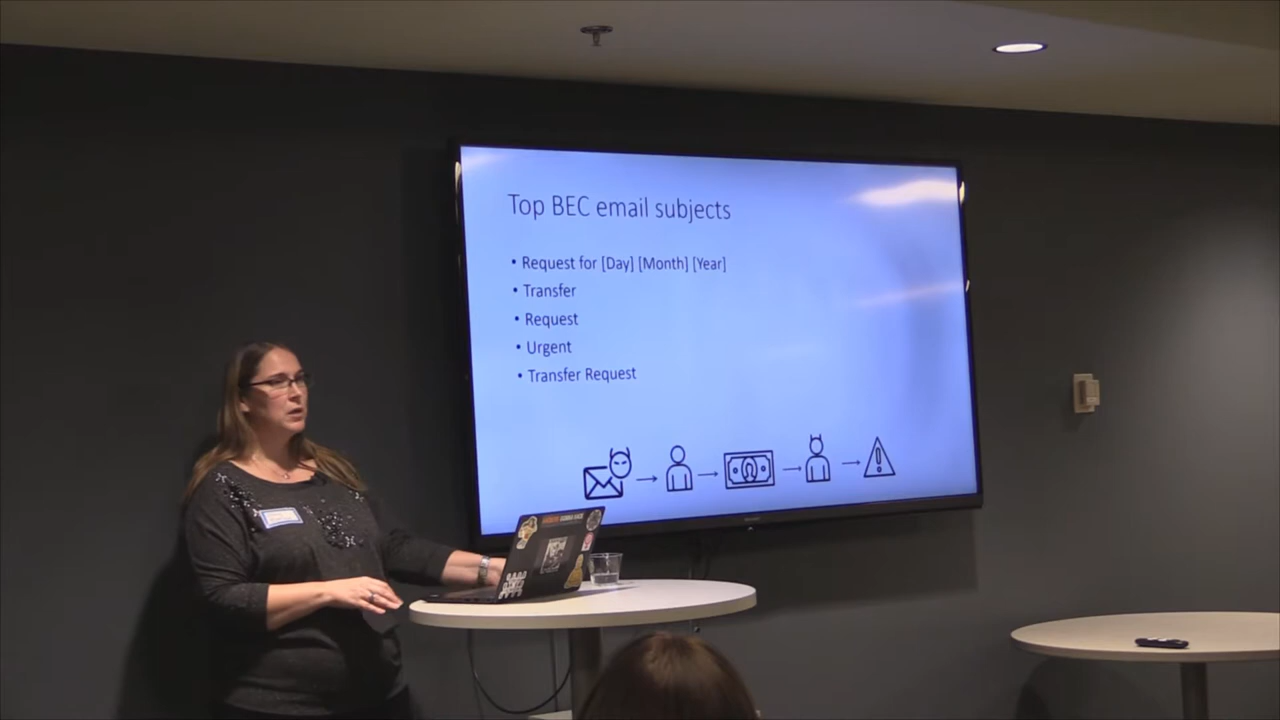 Top BEC email subjects
• Request for [Day] [Month] [Year]
• Transfer
• Request
• Urgent
• Transfer Request